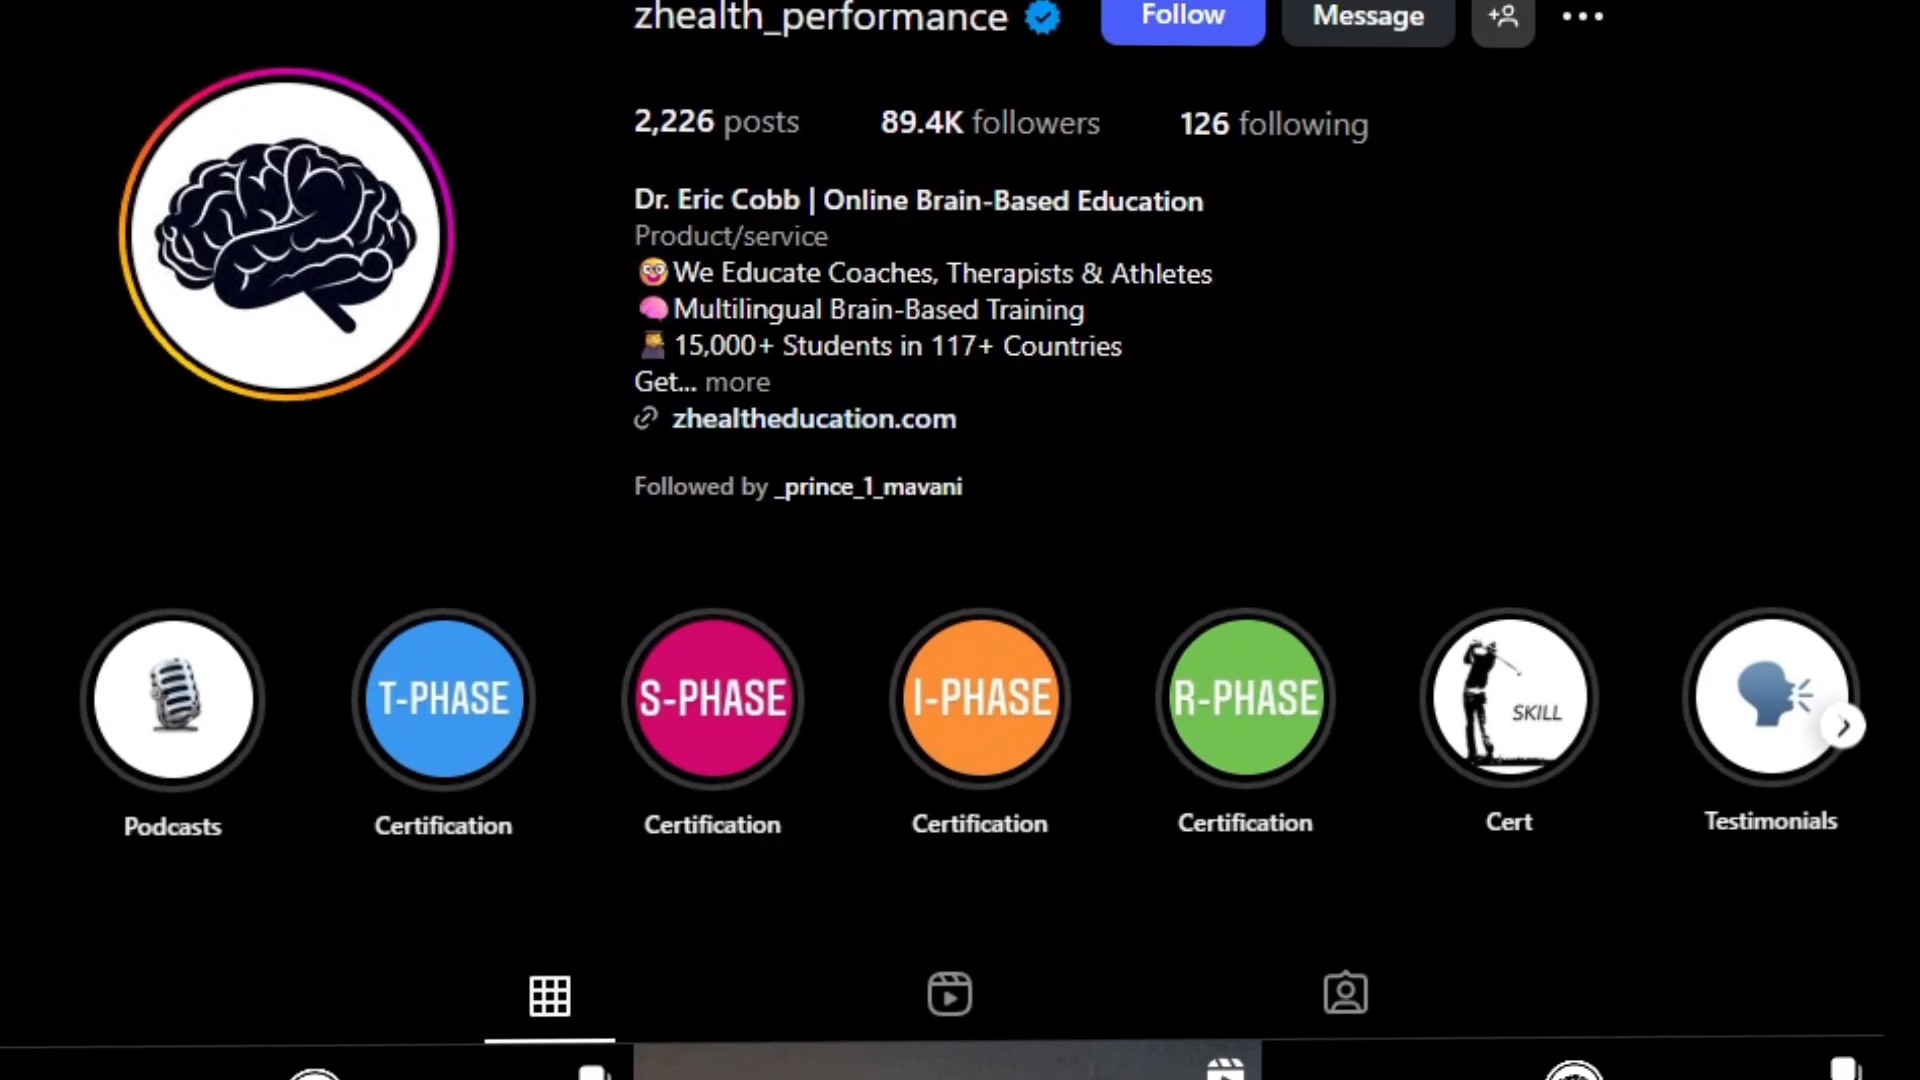 zhealth_performance
Follow
Message
2,226 posts
89.4K followers
126 following
Dr. Eric Cobb | Online Brain-Based Education
Product/service
We Educate Coaches, Therapists & Athletes
Multilingual Brain-Based Training
15,000+ Students in 117+ Countries
Get... more
zhealtheducation.com
Followed by _prince_1_mavani
T-PHASE
S-PHASE
I-PHASE
R-PHASE
SKILL
Podcasts
Certification
Certification
Certification
Certification
Cert
Testimonials